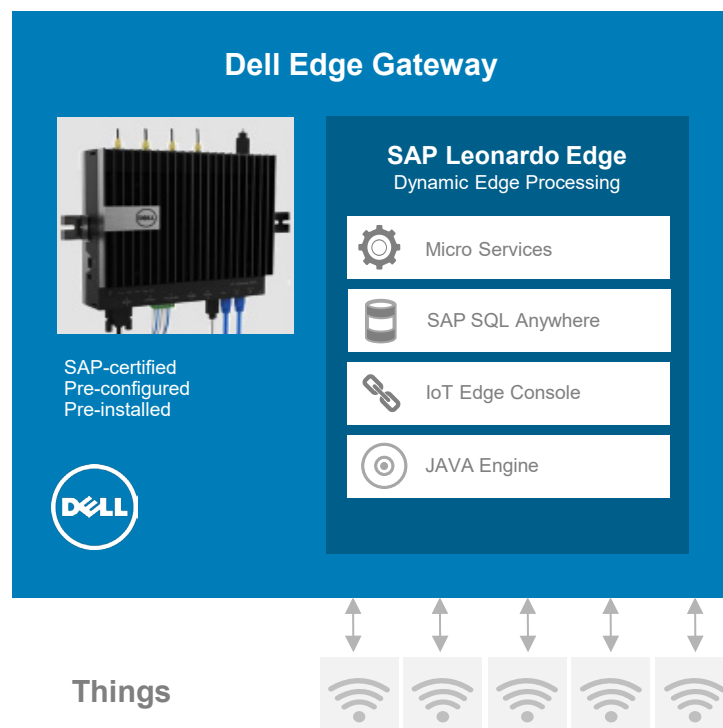 Dell Edge Gateway
SAP Leonardo Edge
Dynamic Edge Processing
Micro Services
SAP SQL Anywhere
IoT Edge Console
JAVA Engine
DELL
SAP-certified
Pre-configured
Pre-installed
DELL
Things